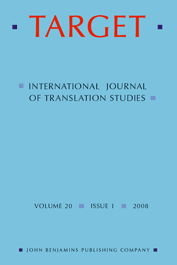 TARGET
INTERNATIONAL JOURNAL
OF TRANSLATION STUDIES
VOLUME 20 ISSUE 1 2008
JOHN BENJAMINS PUBLISHING COMPANY